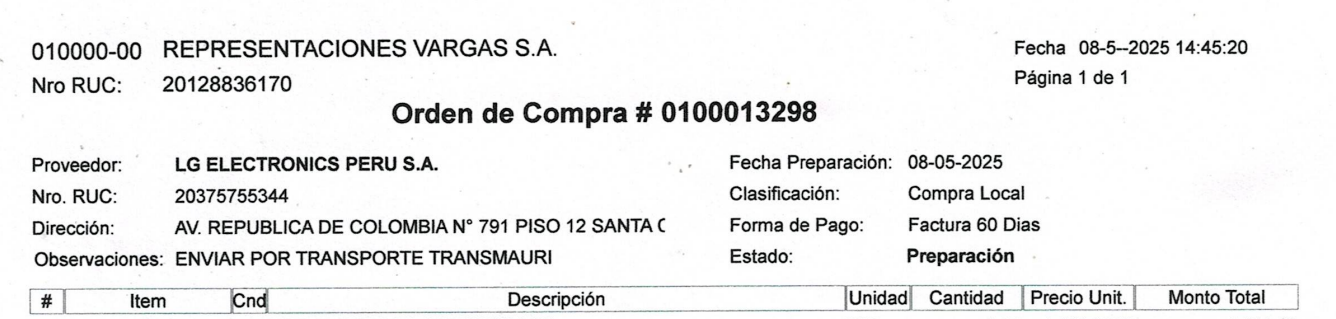 010000-00 REPRESENTACIONES VARGAS S.A. Fecha 08-5--2025 14:45:20
Nro RUC: 20128836170 Página 1 de 1
Orden de Compra # 0100013298
Proveedor: LG ELECTRONICS PERU S.A. Fecha Preparación: 08-05-2025
Nro. RUC: 20375755344 Clasificación: Compra Local
Dirección: AV. REPUBLICA DE COLOMBIA N° 791 PISO 12 SANTA Forma de Pago: Factura 60 Dias
Observaciones: ENVIAR POR TRANSPORTE TRANSMAURI Estado: Preparación
# Item Cnd Descripción Unidad Cantidad Precio Unit. Monto Total